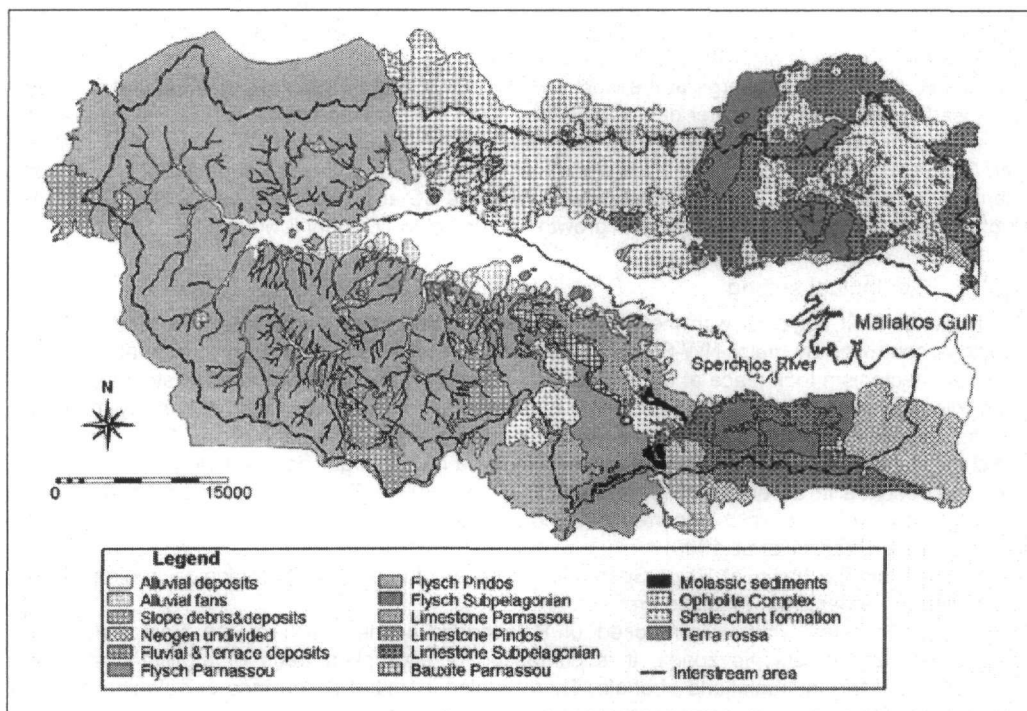 Maliakos Gulf
Sperchios River
N
0
15000
Legend
Alluvial deposits
Alluvial fans
Slope debris&deposits
Neogen undivided
Fluvial &Terrace deposits
Flysch Parnassou
Flysch Pindos
Flysch Subpelagonian
Limestone Parnassou
Limestone Pindos
Limestone Subpelagonian
Bauxite Parnassou
Molassic sediments
Ophiolite Complex
Shale-chert formation
Terra rossa
Interstream area